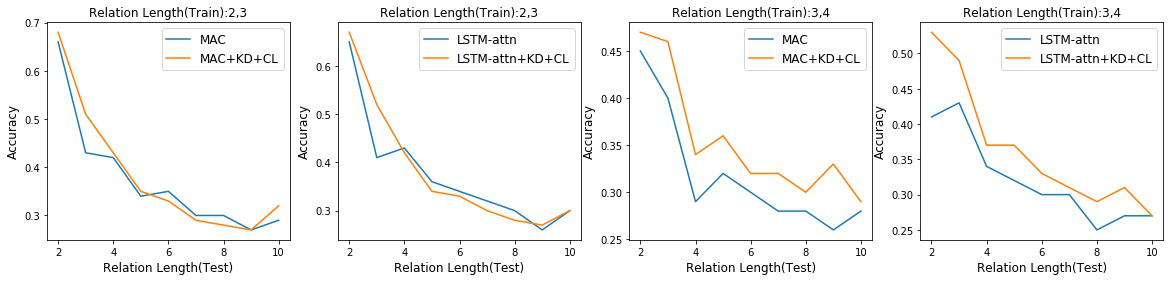 Relation Length(Train):2,3
0.7
0.6
0.5
0.4
0.3
Accuracy
MAC
MAC+KD+CL
2 4 6 8 10
Relation Length(Test)
Relation Length(Train):2,3
0.6
0.5
0.4
0.3
Accuracy
LSTM-attn
LSTM-attn+KD+CL
2 4 6 8 10
Relation Length(Test)
Relation Length(Train):3,4
0.45
0.40
0.35
0.30
0.25
Accuracy
MAC
MAC+KD+CL
2 4 6 8 10
Relation Length(Test)
Relation Length(Train):3,4
0.50
0.45
0.40
0.35
0.30
0.25
Accuracy
LSTM-attn
LSTM-attn+KD+CL
2 4 6 8 10
Relation Length(Test)